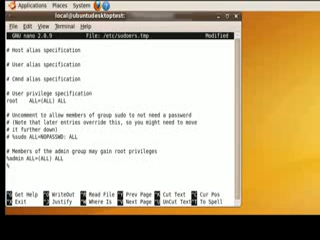 Applications Places System
local@ubuntudesktoptest:
File Edit View Terminal Help
GNU nano 2.0.9 File: /etc/sudoers.tmp Modified
# Host alias specification
# User alias specification
# Cmnd alias specification
# User privilege specification
root ALL=(ALL) ALL
# Uncomment to allow members of group sudo to not need a password
# (Note that later entries override this, so you might need to move
# it further down)
# %sudo ALL=NOPASSWD: ALL
# Members of the admin group may gain root privileges
%admin ALL=(ALL) ALL
%
^G Get Help ^O WriteOut ^R Read File ^Y Prev Page ^K Cut Text ^C Cur Pos
^X Exit ^J Justify ^W Where Is ^V Next Page ^U UnCut Text ^T To Spell